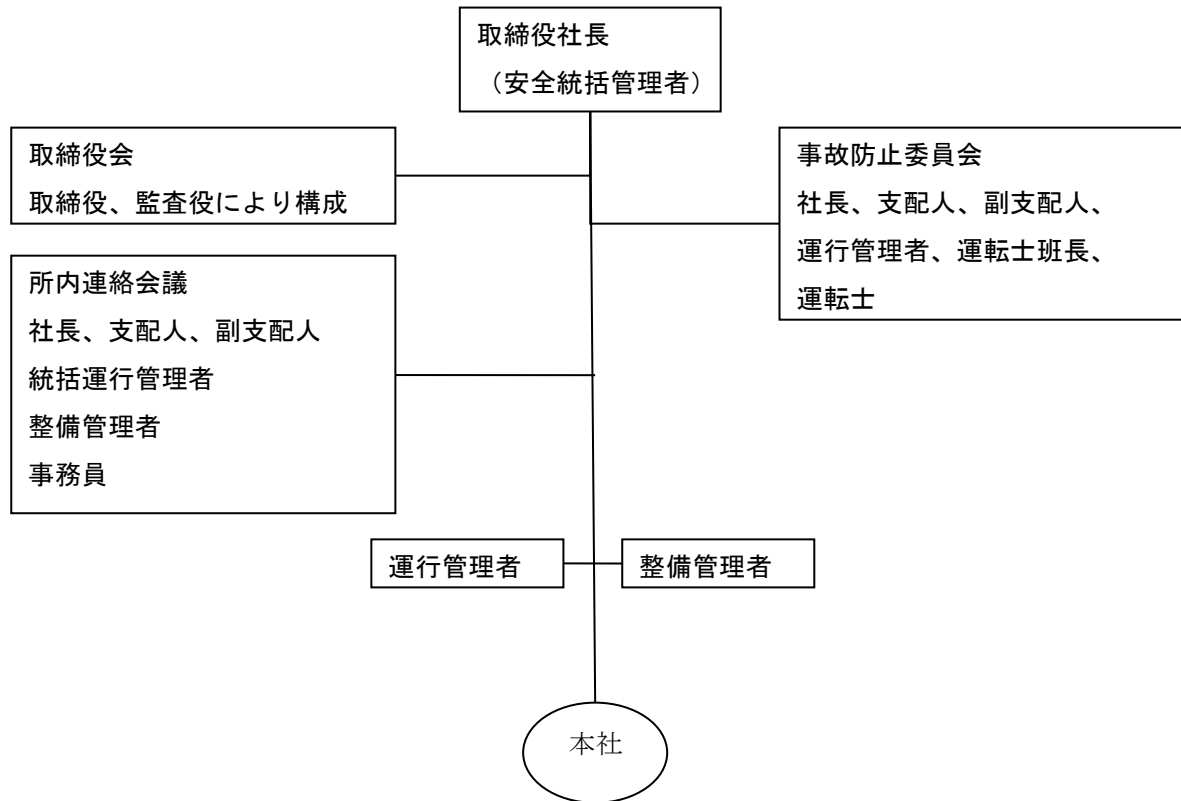 取締役社長
（安全統括管理者）
取締役会
取締役、監査役により構成
事故防止委員会
社長、支配人、副支配人、
運行管理者、運転士班長、
運転士
所内連絡会議
社長、支配人、副支配人
統括運行管理者
整備管理者
事務員
運行管理者
整備管理者
本社